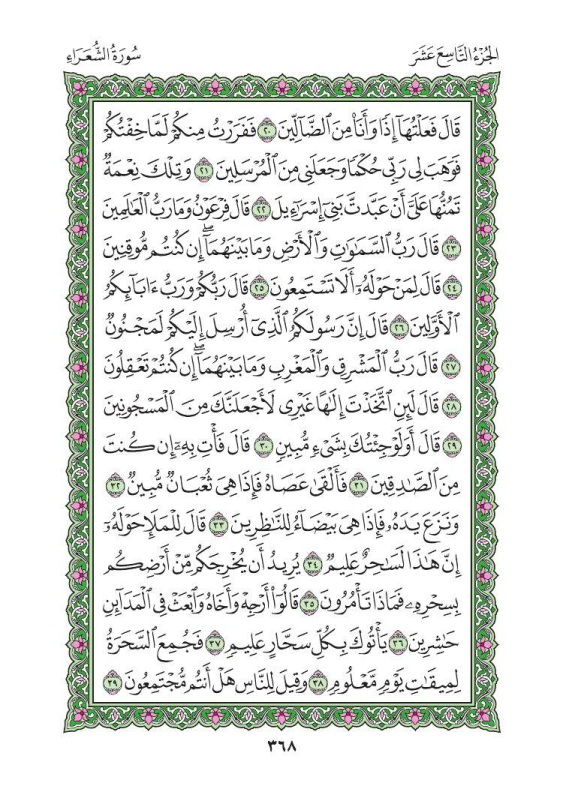 الجُزْءُ التَّاسِعَ عَشَرَ
سُورَةُ الشُّعَرَاءِ
قَالَ فَعَلْتُهَآ إِذًا وَأَنَا۠ مِنَ ٱلضَّآلِّينَ ٢٠ فَفَرَرْتُ مِنكُمْ لَمَّا خِفْتُكُمْ
فَوَهَبَ لِى رَبِّى حُكْمًا وَجَعَلَنِى مِنَ ٱلْمُرْسَلِينَ ٢١ وَتِلْكَ نِعْمَةٌ
تَمُنُّهَا عَلَىَّ أَنْ عَبَّدتَّ بَنِىٓ إِسْرَٰٓءِيلَ ٢٢ قَالَ فِرْعَوْنُ وَمَا رَبُّ ٱلْعَٰلَمِينَ
٢٣ قَالَ رَبُّ ٱلسَّمَٰوَٰتِ وَٱلْأَرْضِ وَمَا بَيْنَهُمَآ ۖ إِن كُنتُم مُّوقِنِينَ
٢٤ قَالَ لِمَنْ حَوْلَهُۥٓ أَلَا تَسْتَمِعُونَ ٢٥ قَالَ رَبُّكُمْ وَرَبُّ ءَابَآئِكُمُ
ٱلْأَوَّلِينَ ٢٦ قَالَ إِنَّ رَسُولَكُمُ ٱلَّذِىٓ أُرْسِلَ إِلَيْكُمْ لَمَجْنُونٌ
٢٧ قَالَ رَبُّ ٱلْمَشْرِقِ وَٱلْمَغْرِبِ وَمَا بَيْنَهُمَآ ۖ إِن كُنتُمْ تَعْقِلُونَ
٢٨ قَالَ لَئِنِ ٱتَّخَذْتَ إِلَٰهًا غَيْرِى لَأَجْعَلَنَّكَ مِنَ ٱلْمَسْجُونِينَ
٢٩ قَالَ أَوَلَوْ جِئْتُكَ بِشَىْءٍ مُّبِينٍ ٣٠ قَالَ فَأْتِ بِهِۦٓ إِن كُنتَ
مِنَ ٱلصَّٰدِقِينَ ٣١ فَأَلْقَىٰ عَصَاهُ فَإِذَا هِىَ ثُعْبَانٌ مُّبِينٌ ٣٢
وَنَزَعَ يَدَهُۥ فَإِذَا هِىَ بَيْضَآءُ لِلنَّٰظِرِينَ ٣٣ قَالَ لِلْمَلَإِ حَوْلَهُۥٓ
إِنَّ هَٰذَا لَسَٰحِرٌ عَلِيمٌ ٣٤ يُرِيدُ أَن يُخْرِجَكُم مِّنْ أَرْضِكُم
بِسِحْرِهِۦ فَمَاذَا تَأْمُرُونَ ٣٥ قَالُوٓا۟ أَرْجِهْ وَأَخَاهُ وَٱبْعَثْ فِى ٱلْمَدَآئِنِ
حَٰشِرِينَ ٣٦ يَأْتُوكَ بِكُلِّ سَحَّارٍ عَلِيمٍ ٣٧ فَجُمِعَ ٱلسَّحَرَةُ
لِمِيقَٰتِ يَوْمٍ مَّعْلُومٍ ٣٨ وَقِيلَ لِلنَّاسِ هَلْ أَنتُم مُّجْتَمِعُونَ ٣٩
٣٦٨